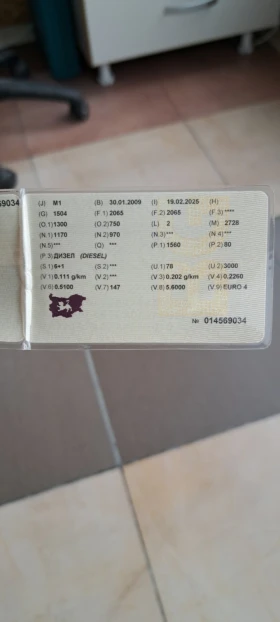 69034 (J) M1 (B) 30.01.2009 (I) 19.02.2025 (H)
(G) 1504 (F.1) 2065 (F.2) 2065 (F.3) ****
(O.1) 1300 (O.2) 750 (L) 2 (M) 2728
(N.1) 1170 (N.2) 970 (N.3) *** (N.4) ***
(N.5) *** (Q) *** (P.1) 1560 (P.2) 80
(P.3) ДИЗЕЛ (DIESEL)
(S.1) 6+1 (S.2) *** (U.1) 78 (U.2) 3000
(V.1) 0.111 g/km (V.2) *** (V.3) 0.202 g/km (V.4) 0.2260
(V.6) 0.5100 (V.7) 147 (V.8) 5.6000 (V.9) EURO 4
№ 014569034